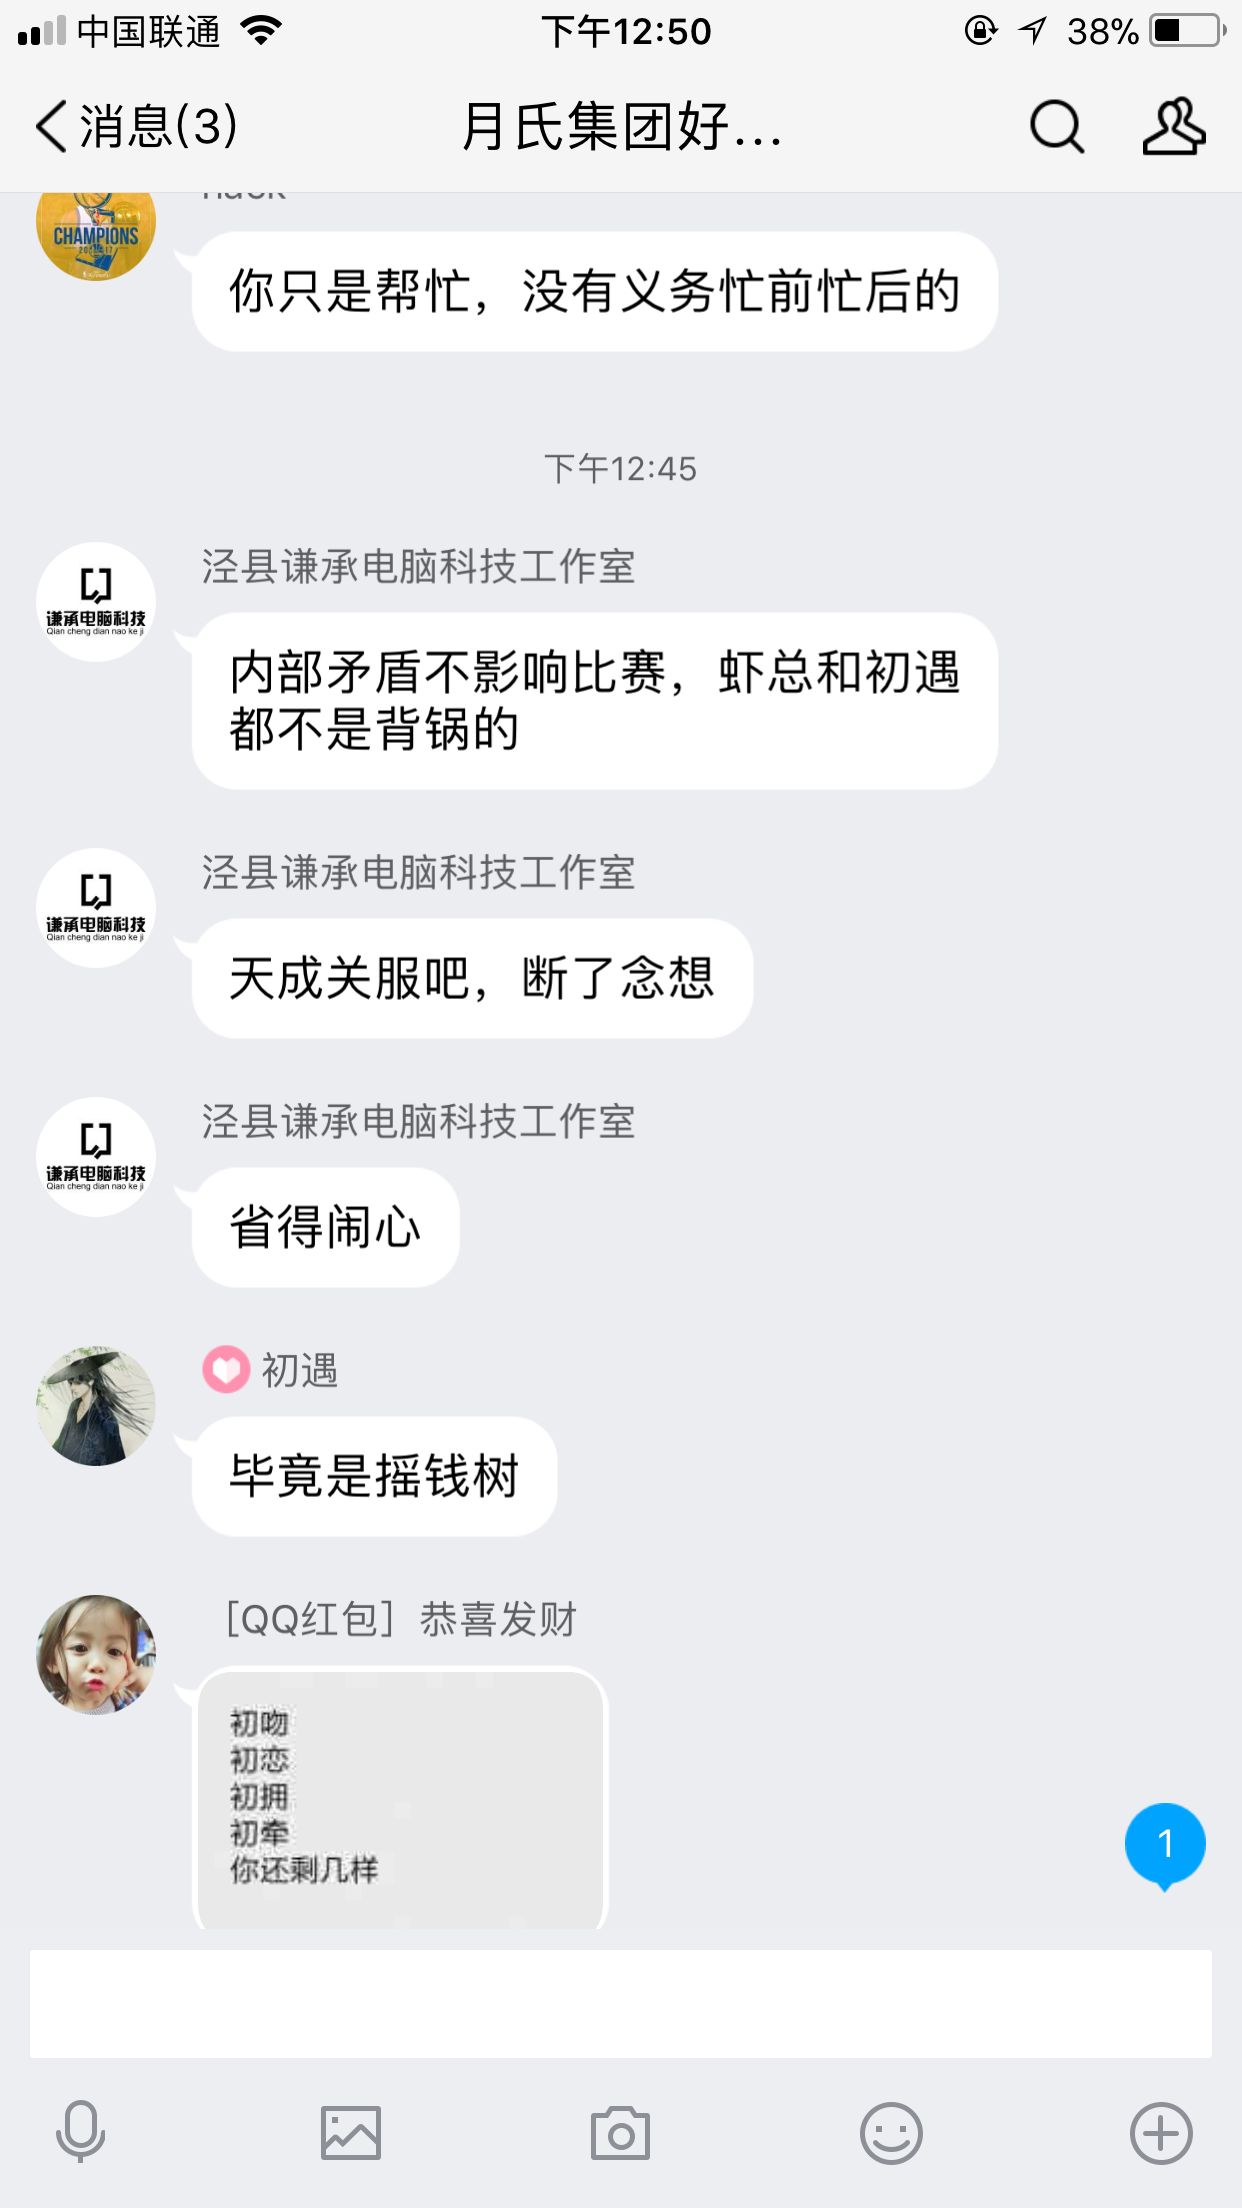 中国联通
下午12:50
38%
消息(3)
月氏集团好...
CHAMPIONS
你只是帮忙，没有义务忙前忙后的
下午12:45
泾县谦承电脑科技工作室
谦承电脑科技
Qian cheng dian nao ke ji
内部矛盾不影响比赛，虾总和初遇
都不是背锅的
泾县谦承电脑科技工作室
谦承电脑科技
Qian cheng dian nao ke ji
天成关服吧，断了念想
泾县谦承电脑科技工作室
谦承电脑科技
Qian cheng dian nao ke ji
省得闹心
初遇
毕竟是摇钱树
[QQ红包] 恭喜发财
初吻
初恋
初拥
初牵
你还剩几样
1